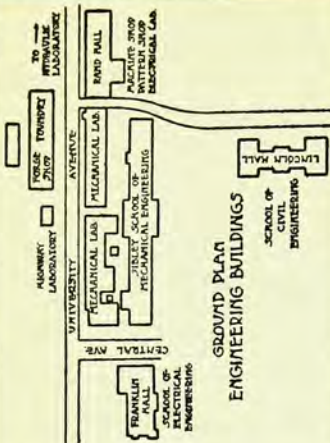 TO →
HYDRAULIC
LABORATORY
RAND HALL
MACHINE SHOP
PATTERN SHOP
ELECTRICAL LAB.
FORGE FOUNDRY
SHOP
UNIVERSITY AVENUE
MECHANICAL LAB.
HIGHWAY
LABORATORY
MECHANICAL LAB
SIBLEY SCHOOL OF
MECHANICAL ENGINEERING
LINCOLN HALL
SCHOOL OF
CIVIL
ENGINEERING
CENTRAL AVE.
FRANKLIN
HALL
SCHOOL OF
ELECTRICAL
ENGINEERING
GROUND PLAN
ENGINEERING BUILDINGS